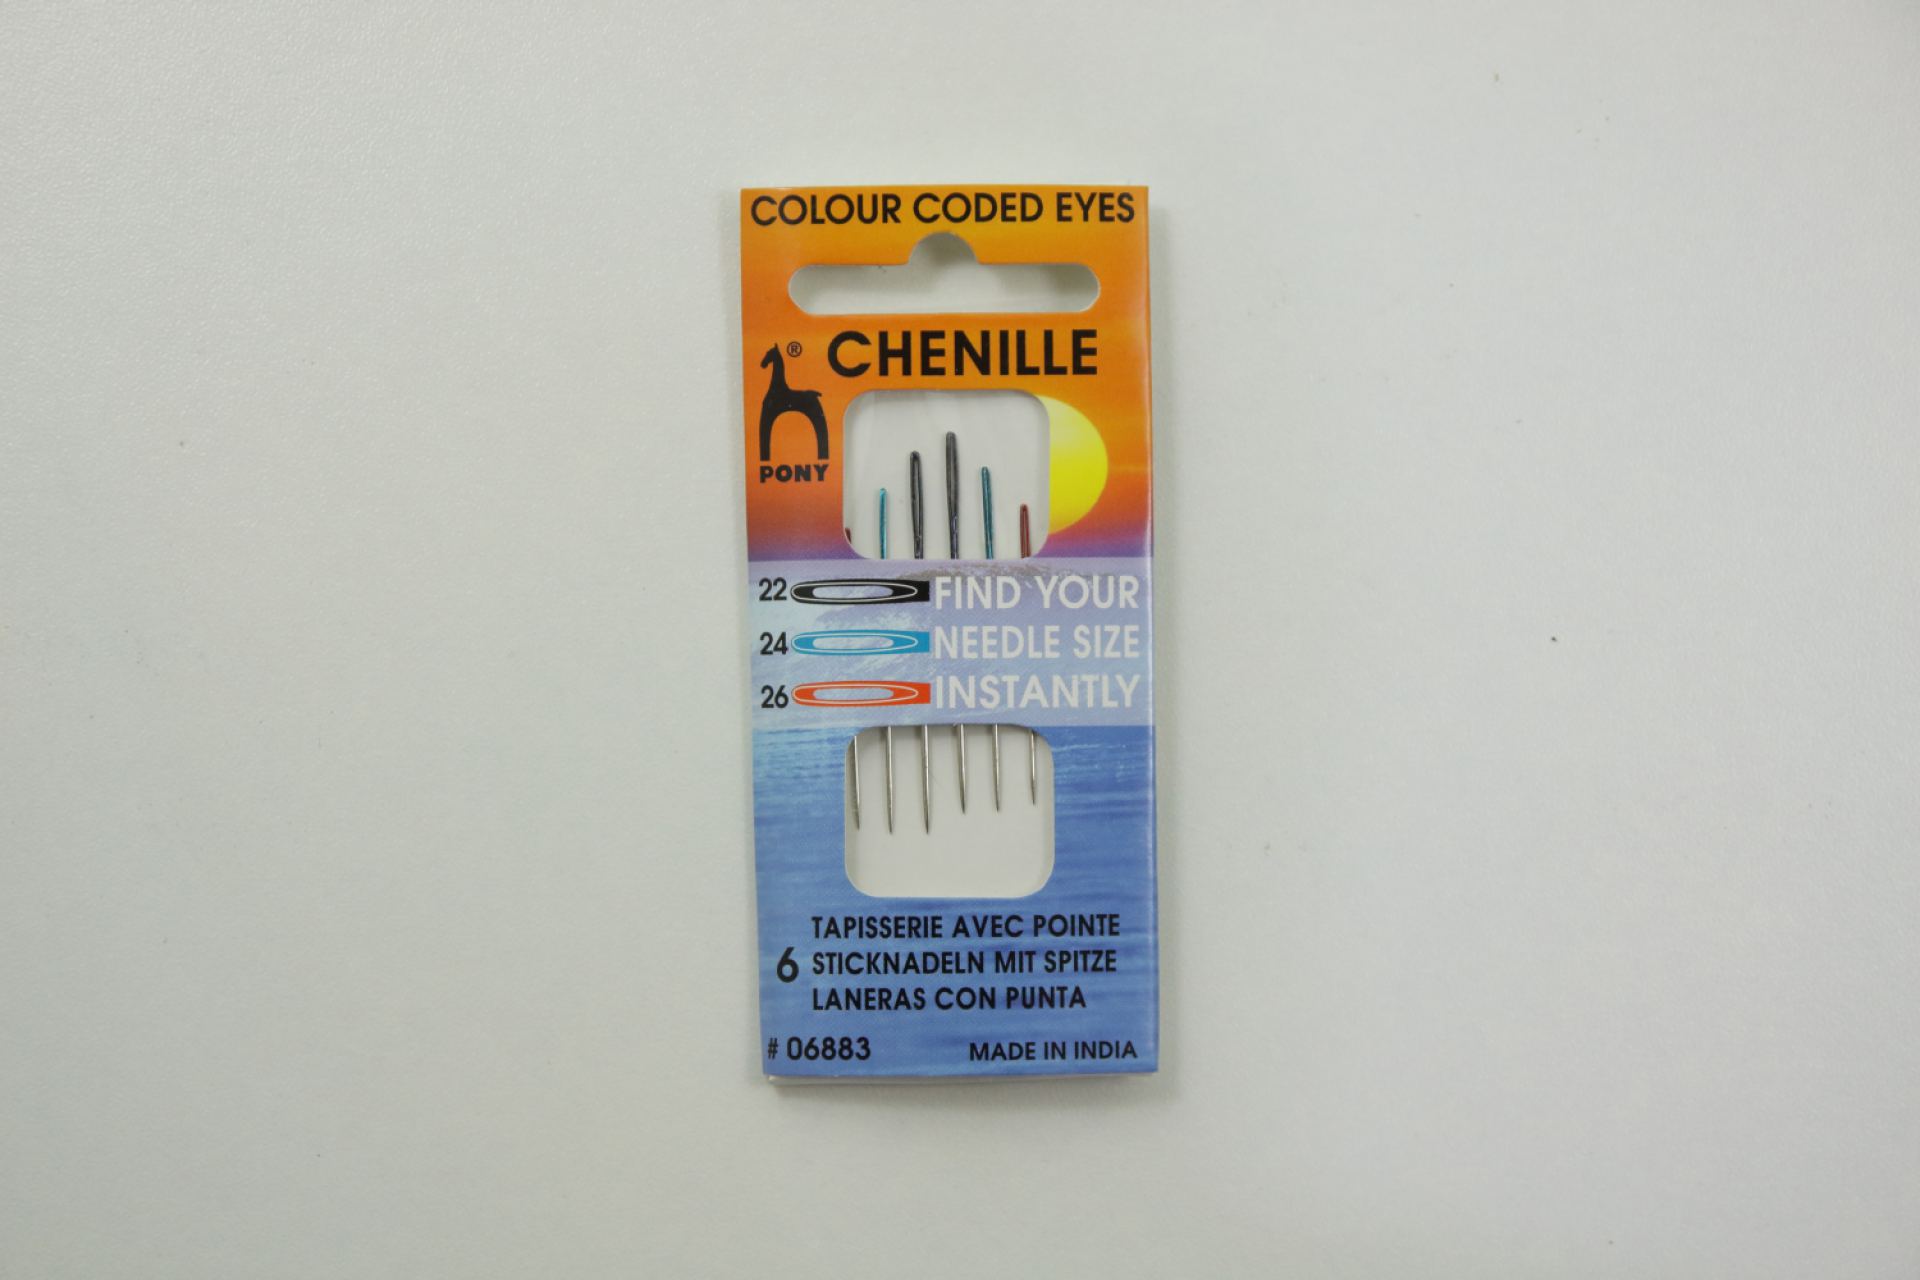 COLOUR CODED EYES
CHENILLE
®
PONY
22 FIND YOUR
24 NEEDLE SIZE
26 INSTANTLY
TAPISSERIE AVEC POINTE
6 STICKNADELN MIT SPITZE
LANERAS CON PUNTA
# 06883 MADE IN INDIA